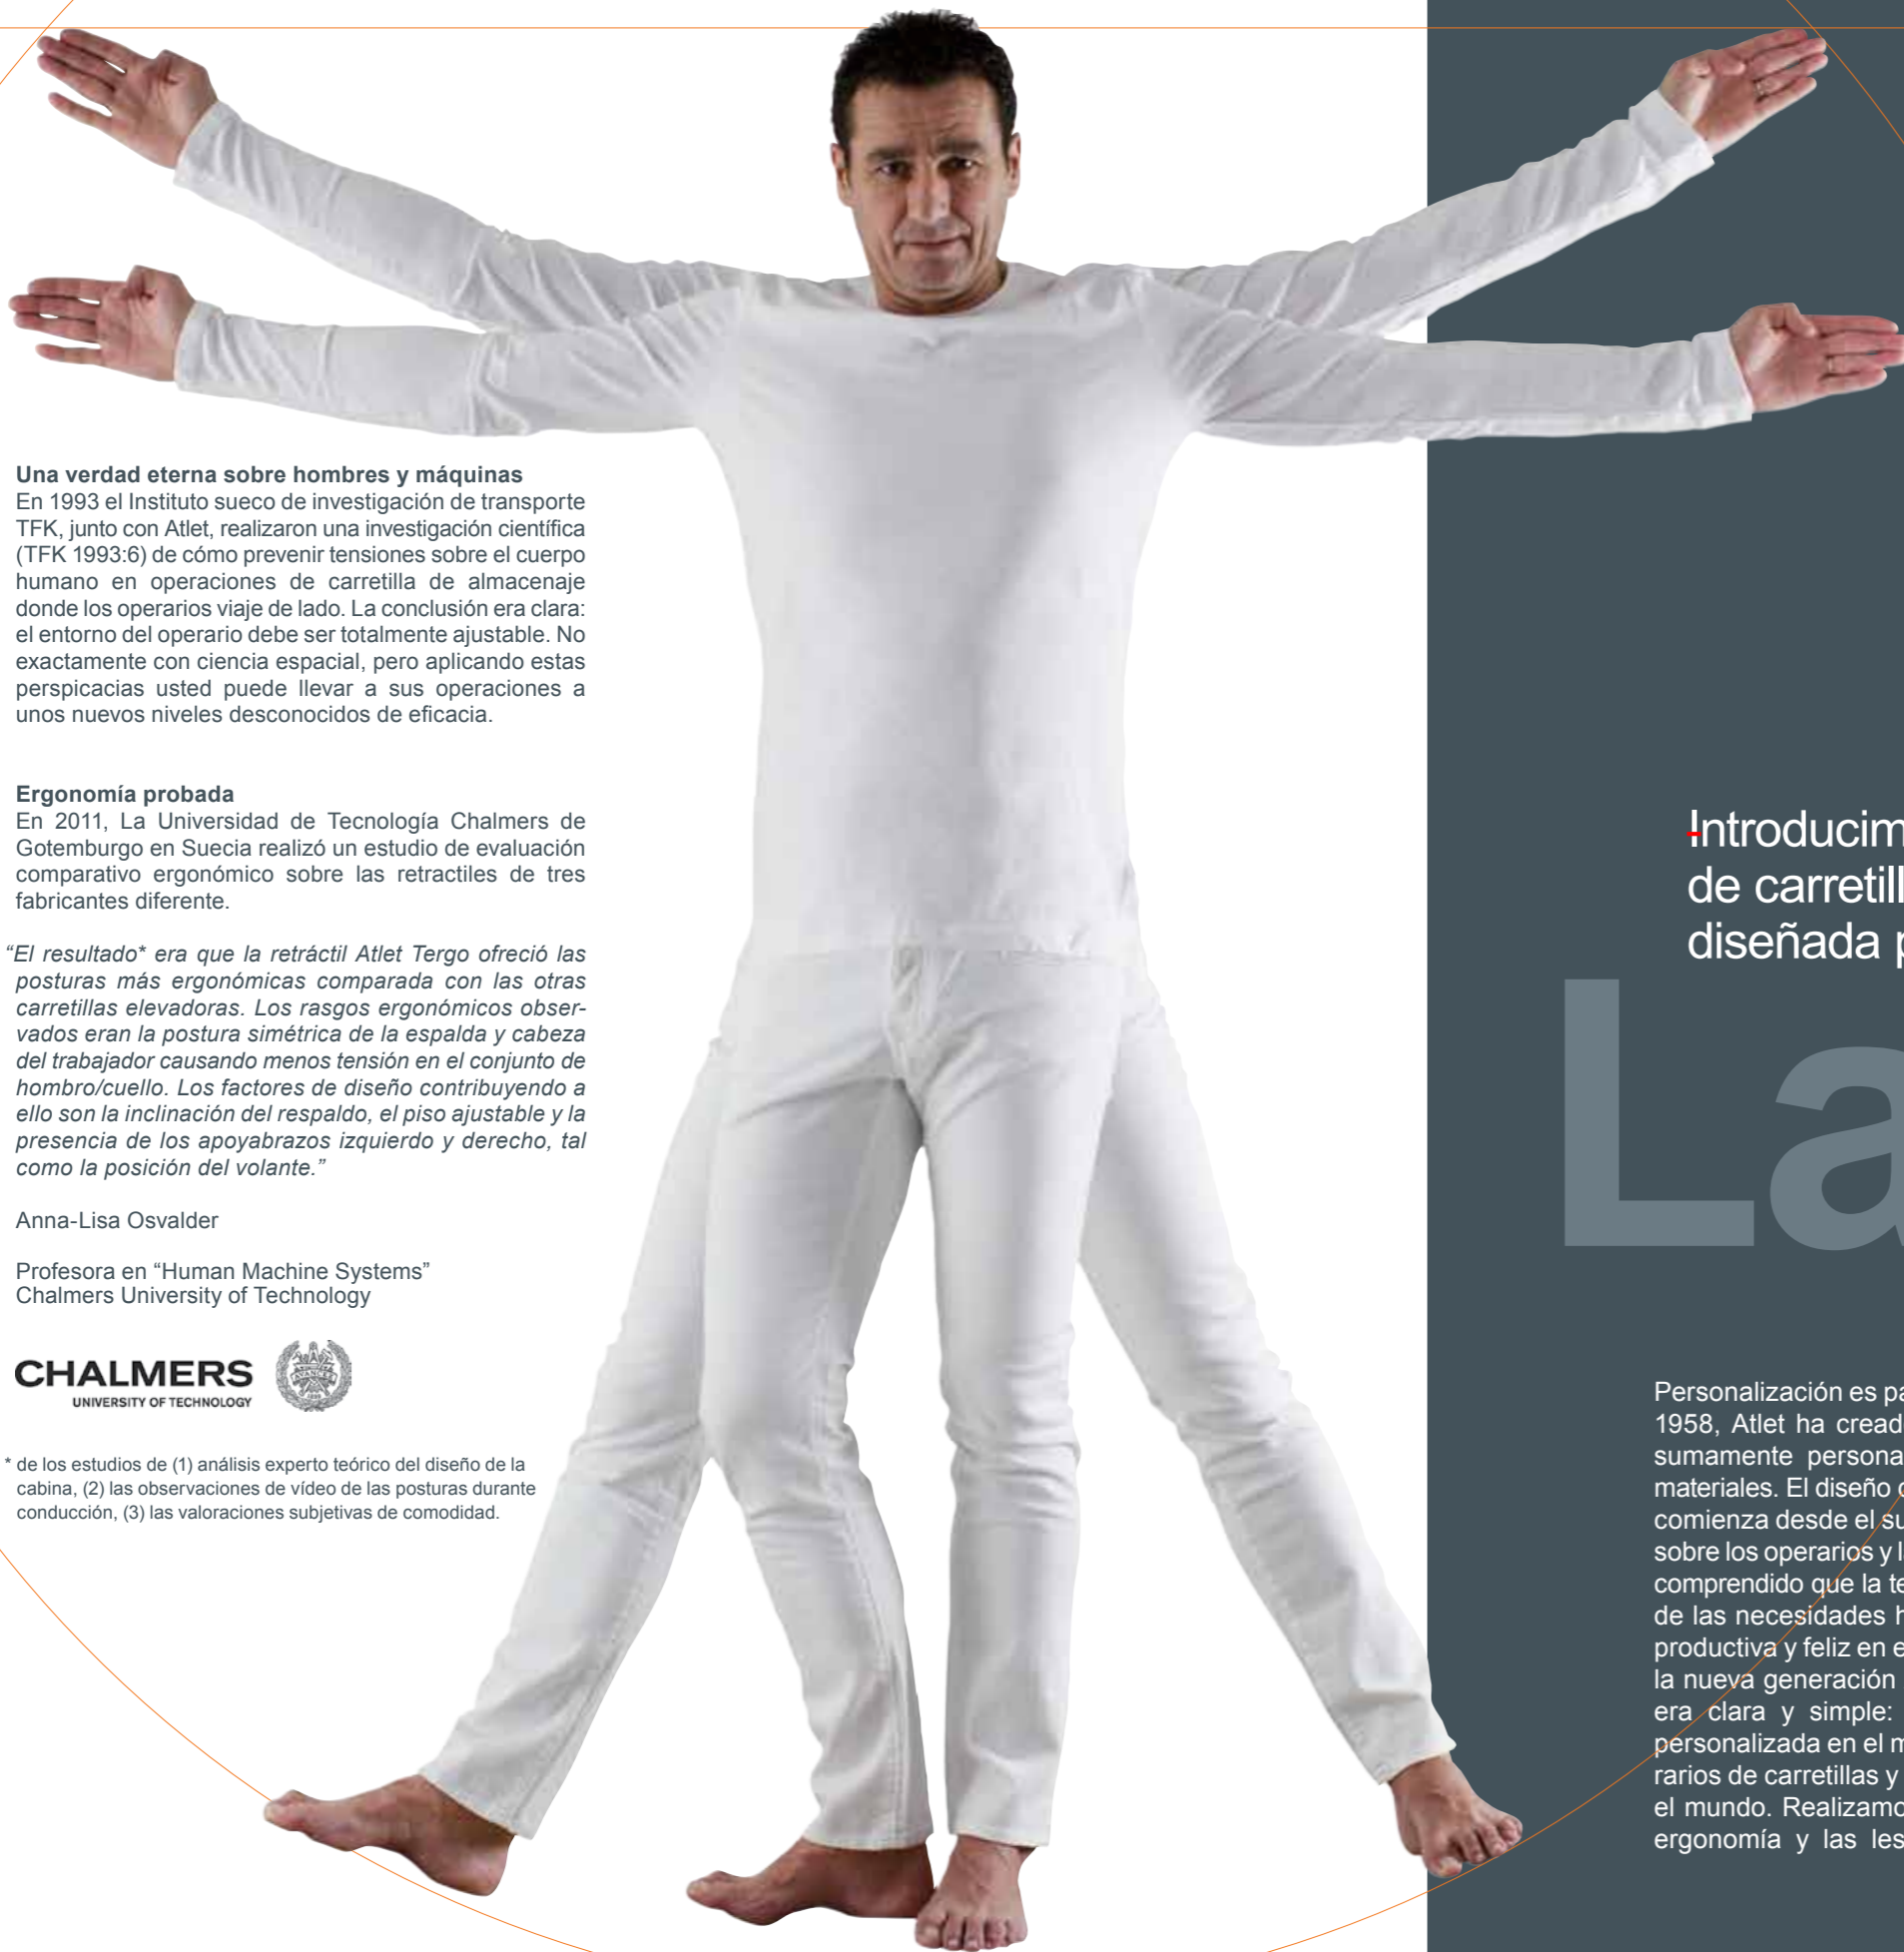 Una verdad eterna sobre hombres y máquinas
En 1993 el Instituto sueco de investigación de transporte
TFK, junto con Atlet, realizaron una investigación científica
(TFK 1993:6) de cómo prevenir tensiones sobre el cuerpo
humano en operaciones de carretilla de almacenaje
donde los operarios viaje de lado. La conclusión era clara:
el entorno del operario debe ser totalmente ajustable. No
exactamente con ciencia espacial, pero aplicando estas
perspicacias usted puede llevar a sus operaciones a
unos nuevos niveles desconocidos de eficacia.
Ergonomía probada
En 2011, La Universidad de Tecnología Chalmers de
Gotemburgo en Suecia realizó un estudio de evaluación
comparativo ergonómico sobre las retractiles de tres
fabricantes diferente.
“El resultado* era que la retráctil Atlet Tergo ofreció las
posturas más ergonómicas comparada con las otras
carretillas elevadoras. Los rasgos ergonómicos obser-
vados eran la postura simétrica de la espalda y cabeza
del trabajador causando menos tensión en el conjunto de
hombro/cuello. Los factores de diseño contribuyendo a
ello son la inclinación del respaldo, el piso ajustable y la
presencia de los apoyabrazos izquierdo y derecho, tal
como la posición del volante.”
Anna-Lisa Osvalder
Profesora en “Human Machine Systems”
Chalmers University of Technology
CHALMERS
UNIVERSITY OF TECHNOLOGY
AVANCEZ
* de los estudios de (1) análisis experto teórico del diseño de la
cabina, (2) las observaciones de vídeo de las posturas durante
conducción, (3) las valoraciones subjetivas de comodidad.
Introducim
de carretill
diseñada p
La
Personalización es pa
1958, Atlet ha cread
sumamente persona
materiales. El diseño
comienza desde el su
sobre los operarios y l
comprendido que la te
de las necesidades h
productiva y feliz en e
la nueva generación
era clara y simple:
personalizada en el m
rarios de carretillas y
el mundo. Realizamo
ergonomía y las les